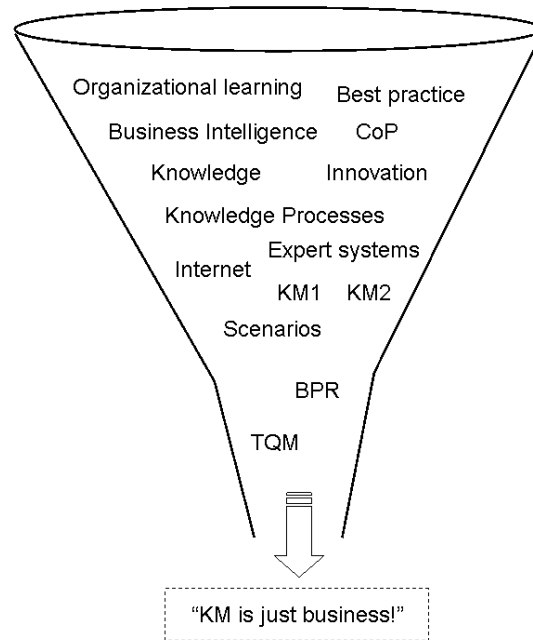 Organizational learning
Best practice
Business Intelligence
CoP
Knowledge
Innovation
Knowledge Processes
Expert systems
Internet
KM1
KM2
Scenarios
BPR
TQM
“KM is just business!”